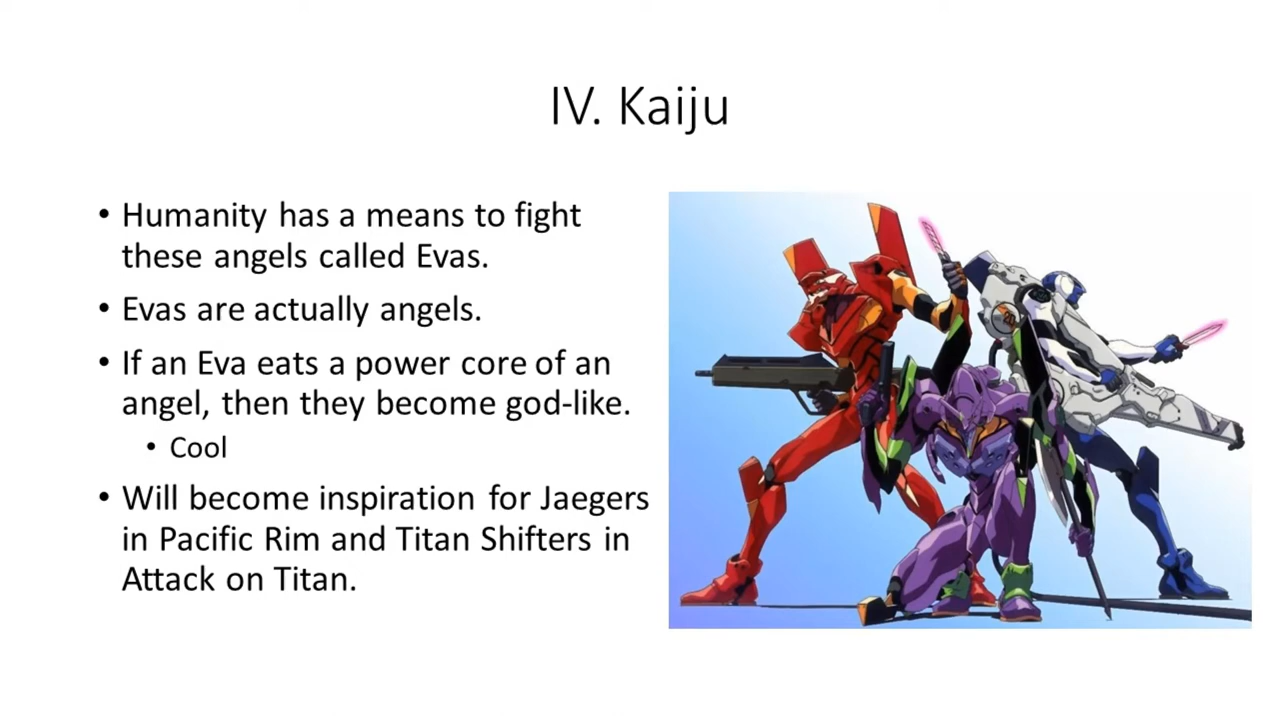 IV. Kaiju
• Humanity has a means to fight
these angels called Evas.
• Evas are actually angels.
• If an Eva eats a power core of an
angel, then they become god-like.
• Cool
• Will become inspiration for Jaegers
in Pacific Rim and Titan Shifters in
Attack on Titan.